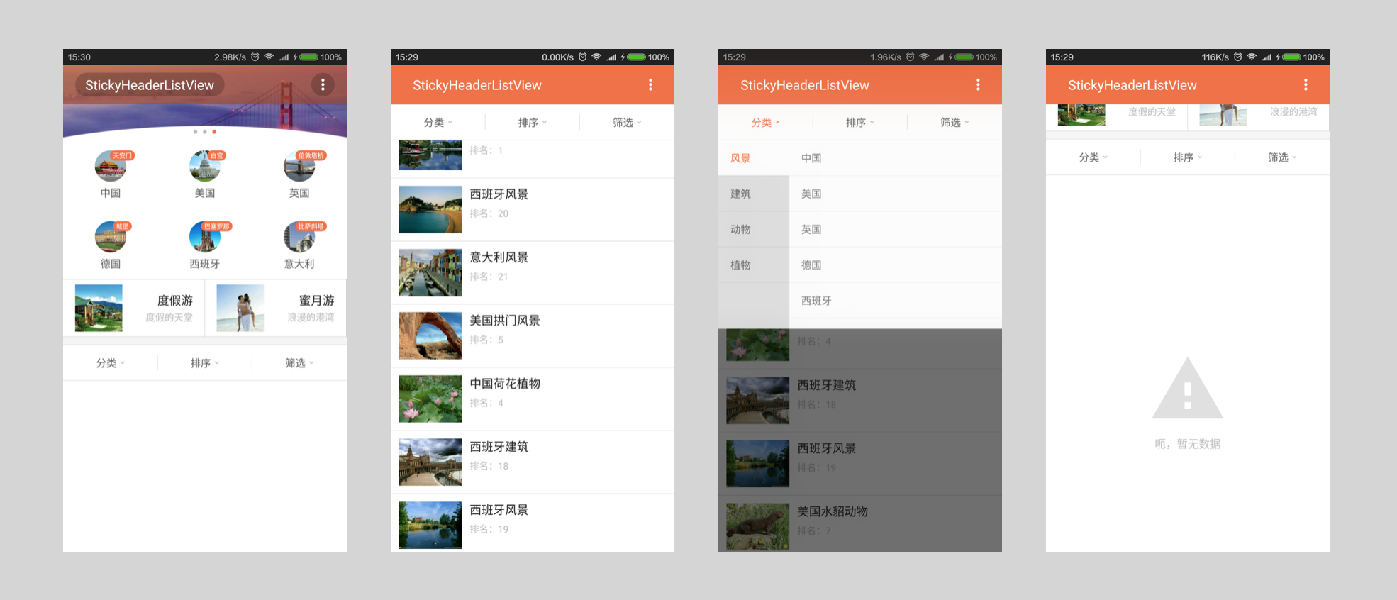 15:30
2.98K/s
100%
StickyHeaderListView
天安门
白宫
伦敦塔桥
中国
美国
英国
城堡
巴塞罗那
比萨斜塔
德国
西班牙
意大利
度假游
度假的天堂
蜜月游
浪漫的港湾
分类
排序
筛选
15:29
0.00K/s
100%
StickyHeaderListView
分类
排序
筛选
排名：1
西班牙风景
排名：20
意大利风景
排名：21
美国拱门风景
排名：5
中国荷花植物
排名：4
西班牙建筑
排名：18
西班牙风景
排名：19
15:29
1.96K/s
100%
StickyHeaderListView
分类
排序
筛选
风景
中国
建筑
美国
动物
英国
植物
德国
西班牙
排名：4
西班牙建筑
排名：18
西班牙风景
排名：19
美国水貂动物
排名：7
15:29
116K/s
100%
StickyHeaderListView
度假的天堂
浪漫的港湾
分类
排序
筛选
呃，暂无数据